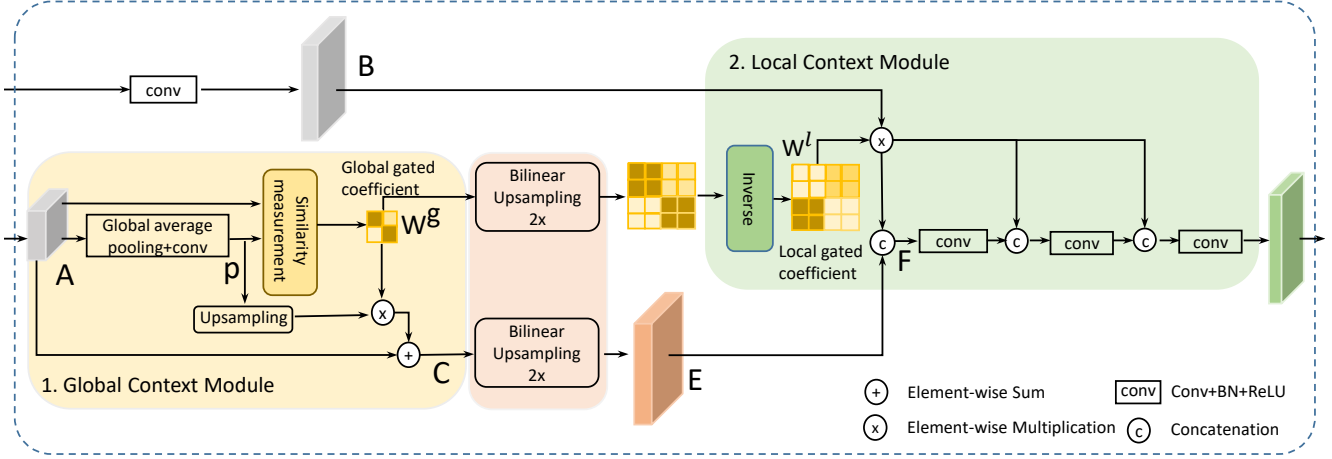 B
conv
2. Local Context Module
x
W^l
Global gated
coefficient
Similarity
measurement
Bilinear
Upsampling
2x
Inverse
W^g
Global average
pooling+conv
A
p
Local gated
coefficient
c
F
conv
c
conv
c
conv
Upsampling
x
+
C
Bilinear
Upsampling
2x
E
1. Global Context Module
+ Element-wise Sum
conv Conv+BN+ReLU
x Element-wise Multiplication
c Concatenation